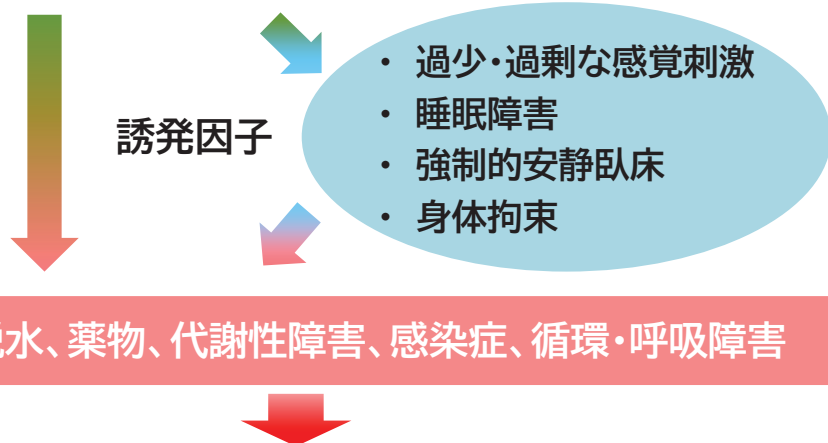 ・ 過少・過剰な感覚刺激
・ 睡眠障害
誘発因子
・ 強制的安静臥床
・ 身体拘束
水、薬物、代謝性障害、感染症、循環・呼吸障害